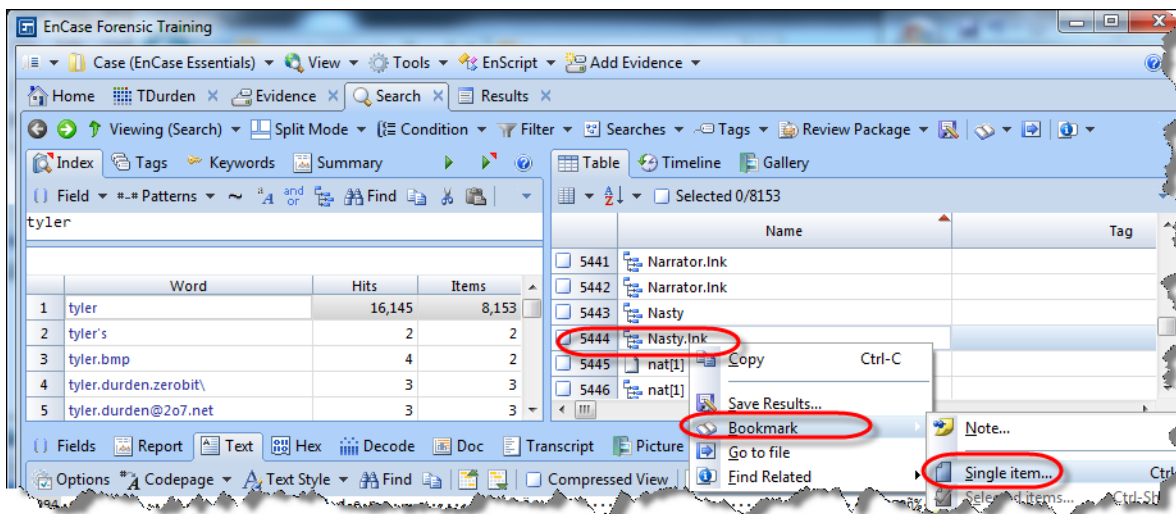 EnCase Forensic Training
Case (EnCase Essentials) View Tools EnScript Add Evidence
Home TDurden Evidence Search Results
Viewing (Search) Split Mode Condition Filter Searches Tags Review Package
Index Tags Keywords Summary
Table Timeline Gallery
Field Patterns and or Find
Selected 0/8153
tyler
Name Tag
Word Hits Items
1 tyler 16,145 8,153
2 tyler's 2 2
3 tyler.bmp 4 2
4 tyler.durden.zerobit\ 3 3
5 tyler.durden@2o7.net 3 3
5441 Narrator.lnk
5442 Narrator.lnk
5443 Nasty
5444 Nasty.lnk
5445 nat[1]
5446 nat[1]
Copy Ctrl-C
Save Results...
Bookmark
Go to file
Find Related
Note...
Single item...
Selected items... Ctrl-Sh
Fields Report Text Hex Decode Doc Transcript Picture
Options Codepage Text Style Find Compressed View